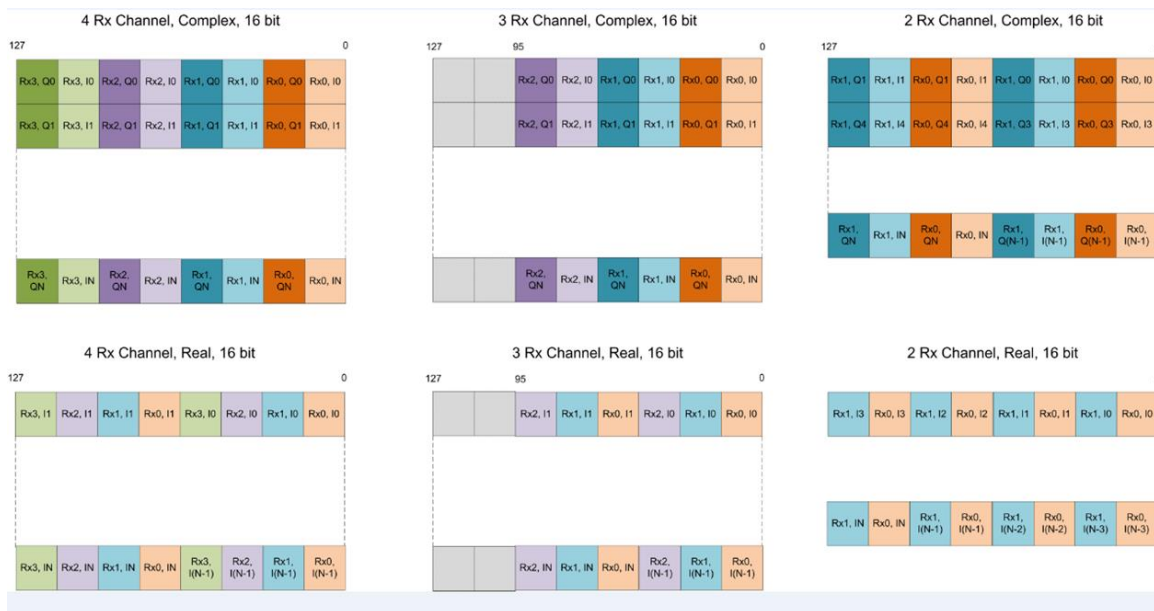 4 Rx Channel, Complex, 16 bit
127 0
Rx3, Q0 Rx3, I0 Rx2, Q0 Rx2, I0 Rx1, Q0 Rx1, I0 Rx0, Q0 Rx0, I0
Rx3, Q1 Rx3, I1 Rx2, Q1 Rx2, I1 Rx1, Q1 Rx1, I1 Rx0, Q1 Rx0, I1
Rx3, QN Rx3, IN Rx2, QN Rx2, IN Rx1, QN Rx1, IN Rx0, QN Rx0, IN
3 Rx Channel, Complex, 16 bit
127 95 0
Rx2, Q0 Rx2, I0 Rx1, Q0 Rx1, I0 Rx0, Q0 Rx0, I0
Rx2, Q1 Rx2, I1 Rx1, Q1 Rx1, I1 Rx0, Q1 Rx0, I1
Rx2, QN Rx2, IN Rx1, QN Rx1, IN Rx0, QN Rx0, IN
2 Rx Channel, Complex, 16 bit
127
Rx1, Q1 Rx1, I1 Rx0, Q1 Rx0, I1 Rx1, Q0 Rx1, I0 Rx0, Q0 Rx0, I0
Rx1, Q4 Rx1, I4 Rx0, Q4 Rx0, I4 Rx1, Q3 Rx1, I3 Rx0, Q3 Rx0, I3
Rx1, QN Rx1, IN Rx0, QN Rx0, IN Rx1, Q(N-1) Rx1, I(N-1) Rx0, Q(N-1) Rx0, I(N-1)
4 Rx Channel, Real, 16 bit
127 0
Rx3, I1 Rx2, I1 Rx1, I1 Rx0, I1 Rx3, I0 Rx2, I0 Rx1, I0 Rx0, I0
Rx3, IN Rx2, IN Rx1, IN Rx0, IN Rx3, I(N-1) Rx2, I(N-1) Rx1, I(N-1) Rx0, I(N-1)
3 Rx Channel, Real, 16 bit
127 95 0
Rx2, I1 Rx1, I1 Rx0, I1 Rx2, I0 Rx1, I0 Rx0, I0
Rx2, IN Rx1, IN Rx0, IN Rx2, I(N-1) Rx1, I(N-1) Rx0, I(N-1)
2 Rx Channel, Real, 16 bit
Rx1, I3 Rx0, I3 Rx1, I2 Rx0, I2 Rx1, I1 Rx0, I1 Rx1, I0 Rx0, I0
Rx1, IN Rx0, IN Rx1, I(N-1) Rx0, I(N-1) Rx1, I(N-2) Rx0, I(N-2) Rx1, I(N-3) Rx0, I(N-3)